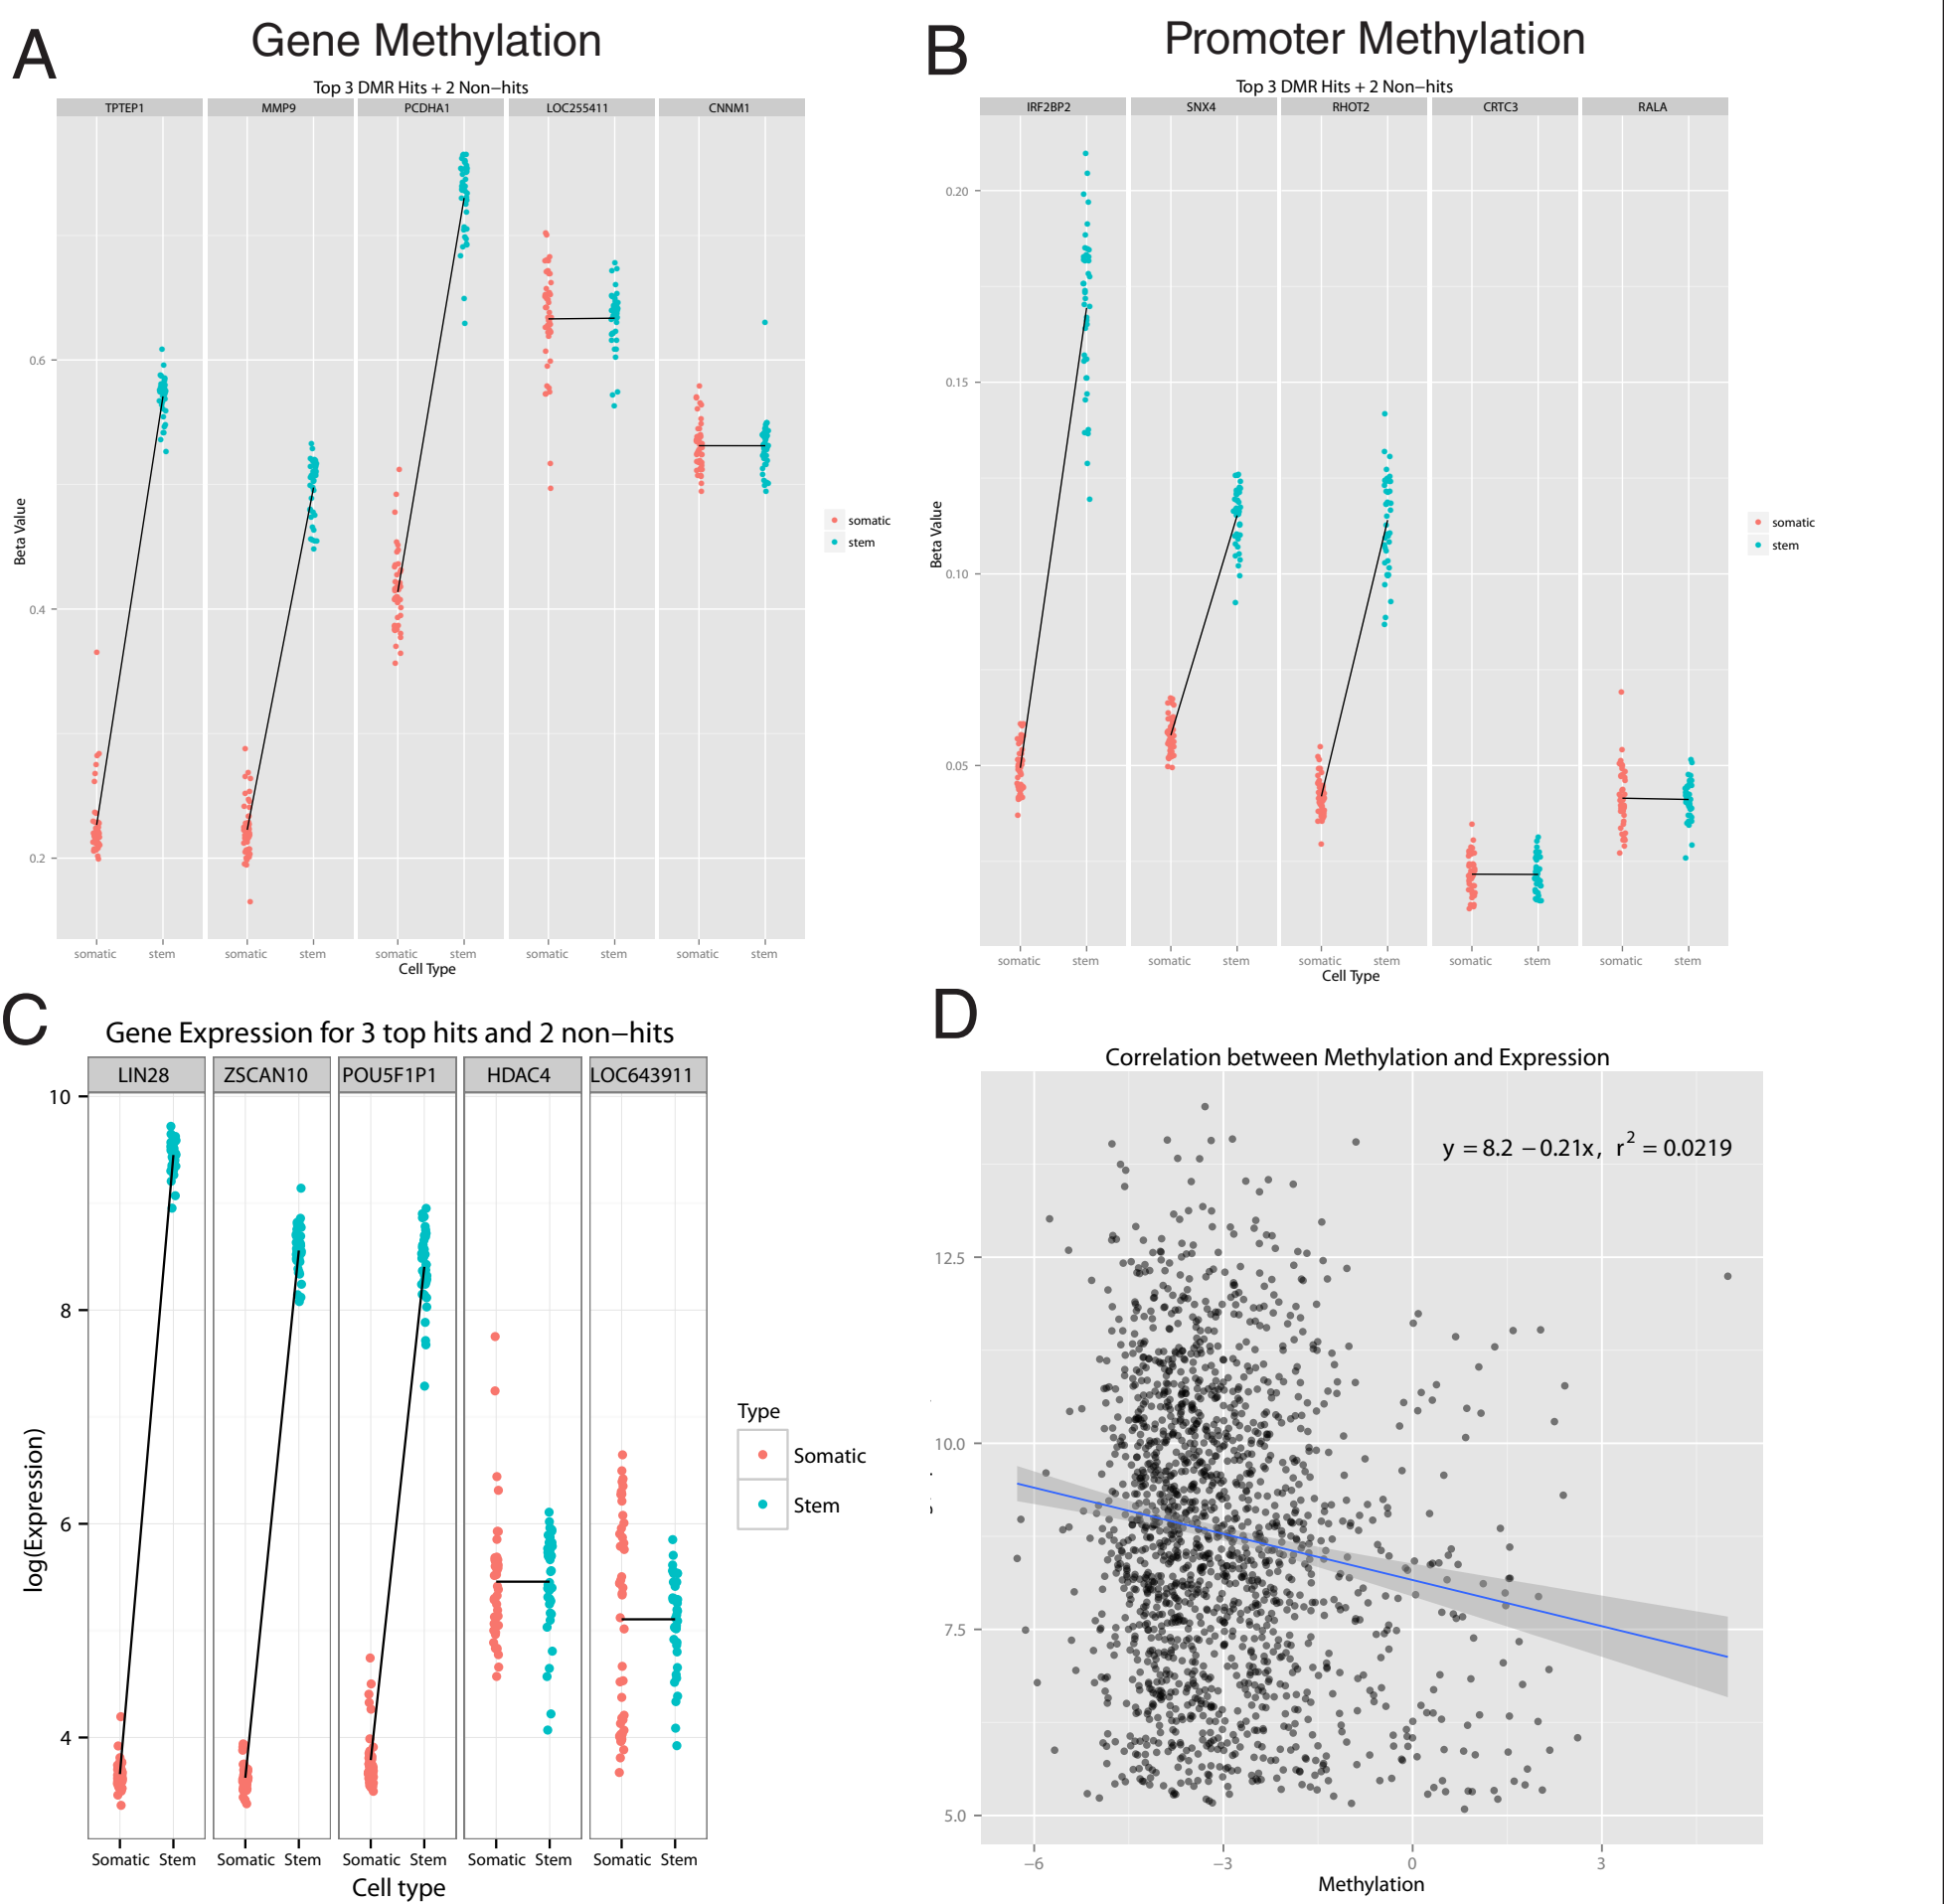 A
Gene Methylation
Top 3 DMR Hits + 2 Non−hits
TPTEP1 MMP9 PCDHA1 LOC255411 CNNM1
Beta Value
0.6
0.4
0.2
somatic stem somatic stem somatic stem somatic stem somatic stem
Cell Type
somatic
stem
B
Promoter Methylation
Top 3 DMR Hits + 2 Non−hits
IRF2BP2 SNX4 RHOT2 CRTC3 RALA
Beta Value
0.20
0.15
0.10
0.05
somatic stem somatic stem somatic stem somatic stem somatic stem
Cell Type
somatic
stem
C
Gene Expression for 3 top hits and 2 non−hits
LIN28 ZSCAN10 POU5F1P1 HDAC4 LOC643911
log(Expression)
10
8
6
4
Somatic Stem Somatic Stem Somatic Stem Somatic Stem Somatic Stem
Cell type
Type
Somatic
Stem
D
Correlation between Methylation and Expression
y = 8.2 − 0.21x, r² = 0.0219
12.5
10.0
7.5
5.0
−6 −3 0 3
Methylation